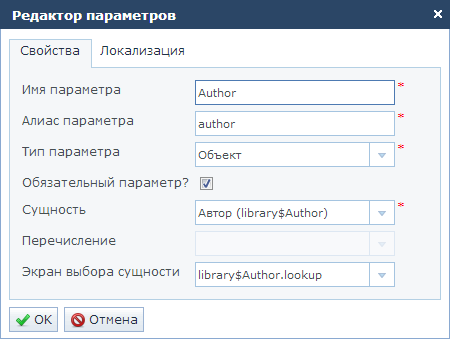 Редактор параметров
Свойства Локализация
Имя параметра Author *
Алиас параметра author *
Тип параметра Объект *
Обязательный параметр?
Сущность Автор (library$Author) *
Перечисление
Экран выбора сущности library$Author.lookup
OK Отмена